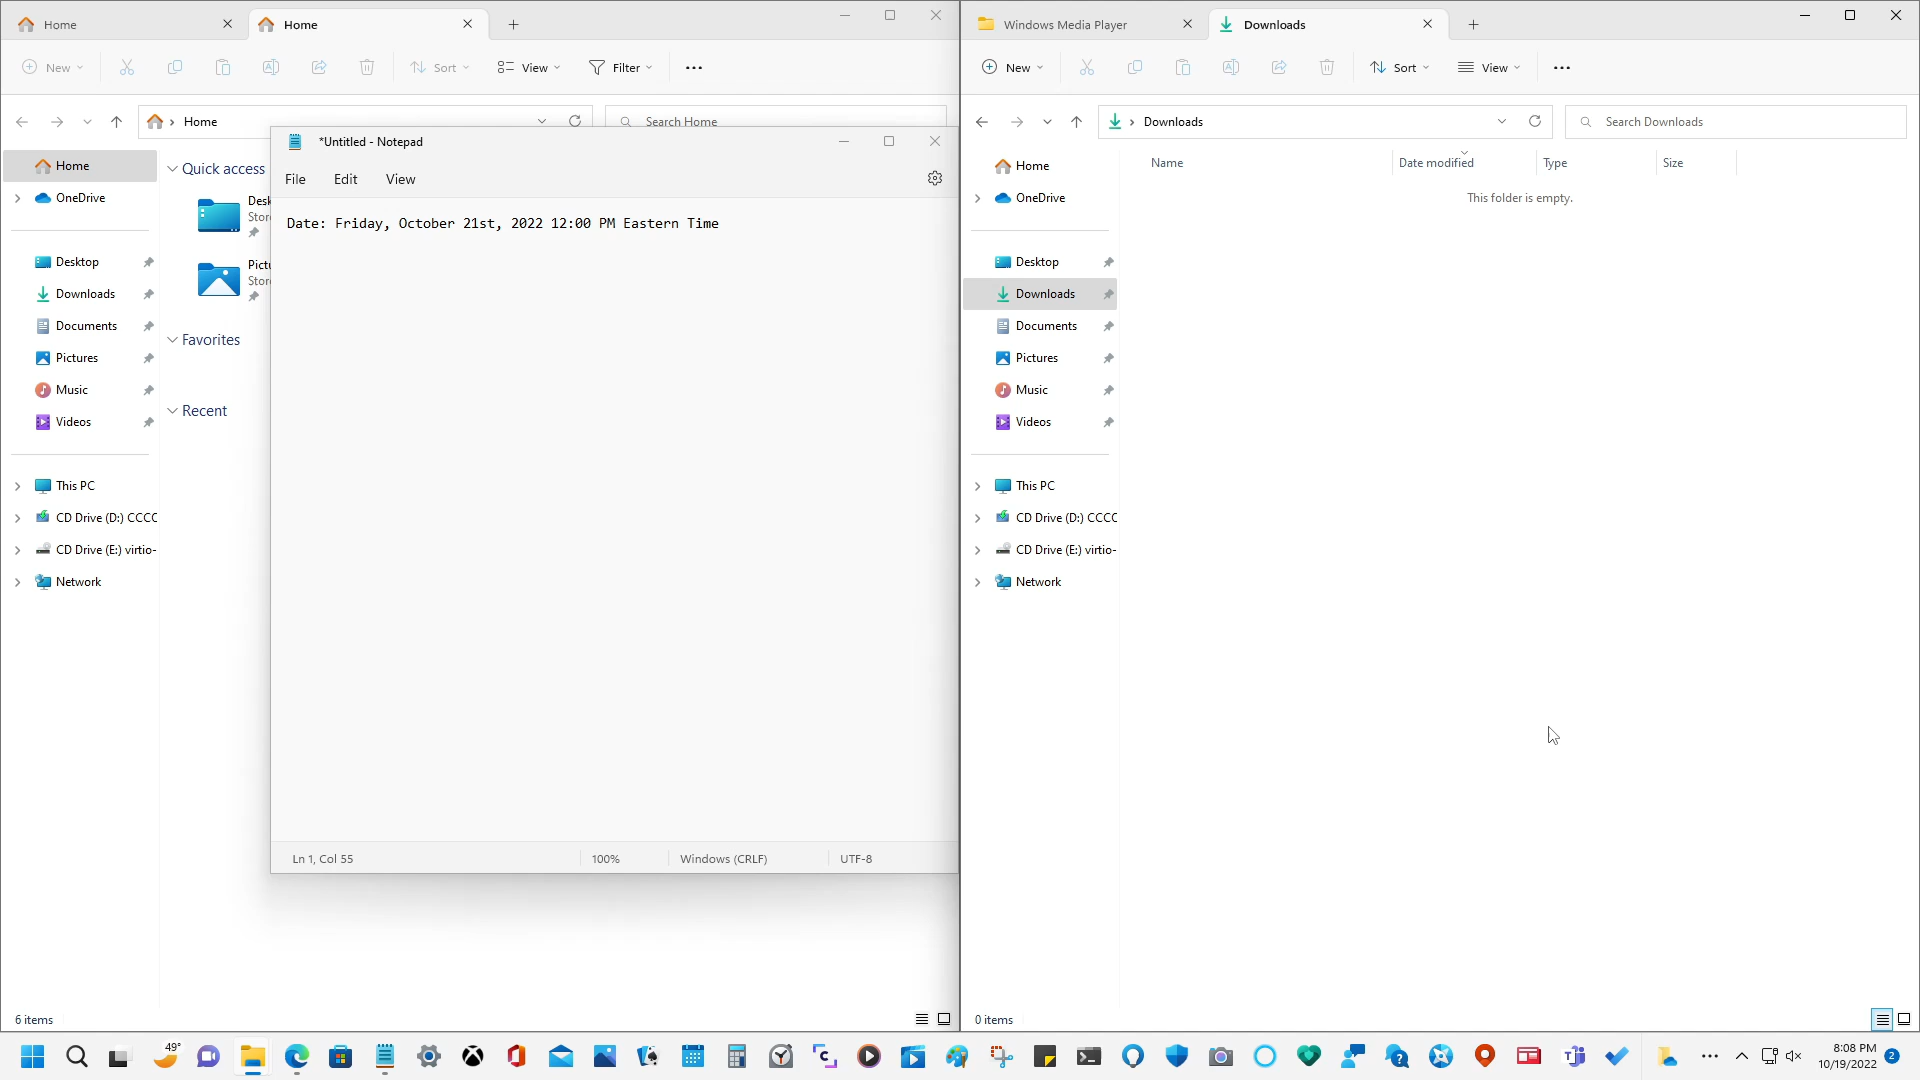 Home
Home
New
Sort
View
Filter
Home
Search Home
Home
OneDrive
Desktop
Downloads
Documents
Pictures
Music
Videos
This PC
CD Drive (D:) CCCC
CD Drive (E:) virtio-
Network
Quick access
Favorites
Recent
6 items
*Untitled - Notepad
File
Edit
View
Date: Friday, October 21st, 2022 12:00 PM Eastern Time
Ln 1, Col 55
100%
Windows (CRLF)
UTF-8
Windows Media Player
Downloads
New
Sort
View
Downloads
Search Downloads
Home
OneDrive
Desktop
Downloads
Documents
Pictures
Music
Videos
This PC
CD Drive (D:) CCCC
CD Drive (E:) virtio-
Network
Name
Date modified
Type
Size
This folder is empty.
0 items
49°
8:08 PM
10/19/2022
2